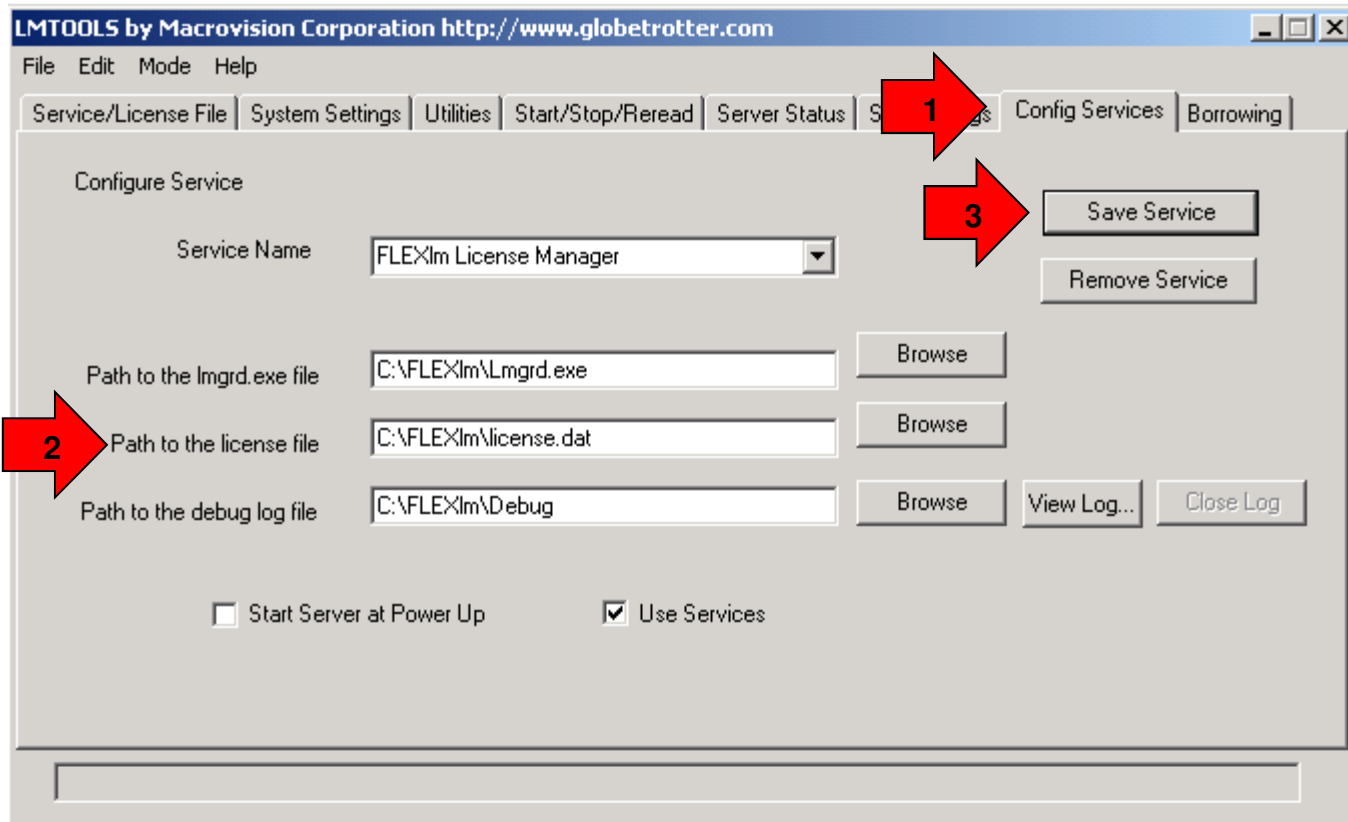 LMTOOLS by Macrovision Corporation http://www.globetrotter.com
File Edit Mode Help
Service/License File System Settings Utilities Start/Stop/Reread Server Status 1 Config Services Borrowing
Configure Service
3 Save Service
Service Name FLEXlm License Manager
Remove Service
Path to the lmgrd.exe file C:\FLEXlm\Lmgrd.exe Browse
2 Path to the license file C:\FLEXlm\license.dat Browse
Path to the debug log file C:\FLEXlm\Debug Browse View Log... Close Log
Start Server at Power Up Use Services